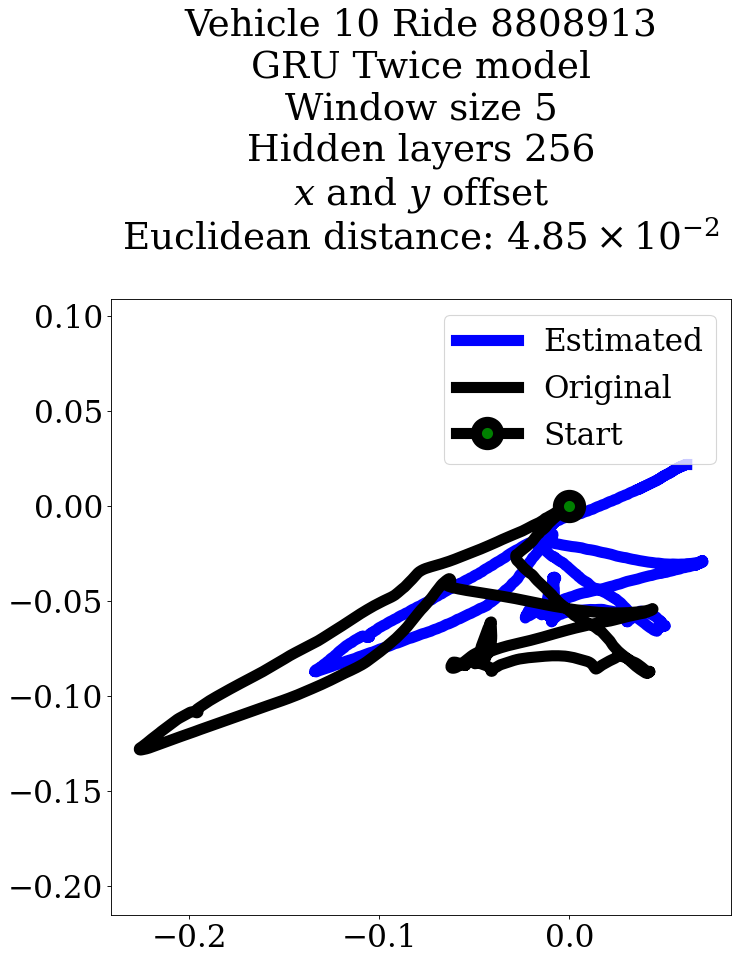 Vehicle 10 Ride 8808913
GRU Twice model
Window size 5
Hidden layers 256
x and y offset
Euclidean distance: 4.85 × 10⁻²
Estimated
Original
Start
0.10
0.05
0.00
−0.05
−0.10
−0.15
−0.20
−0.2
−0.1
0.0